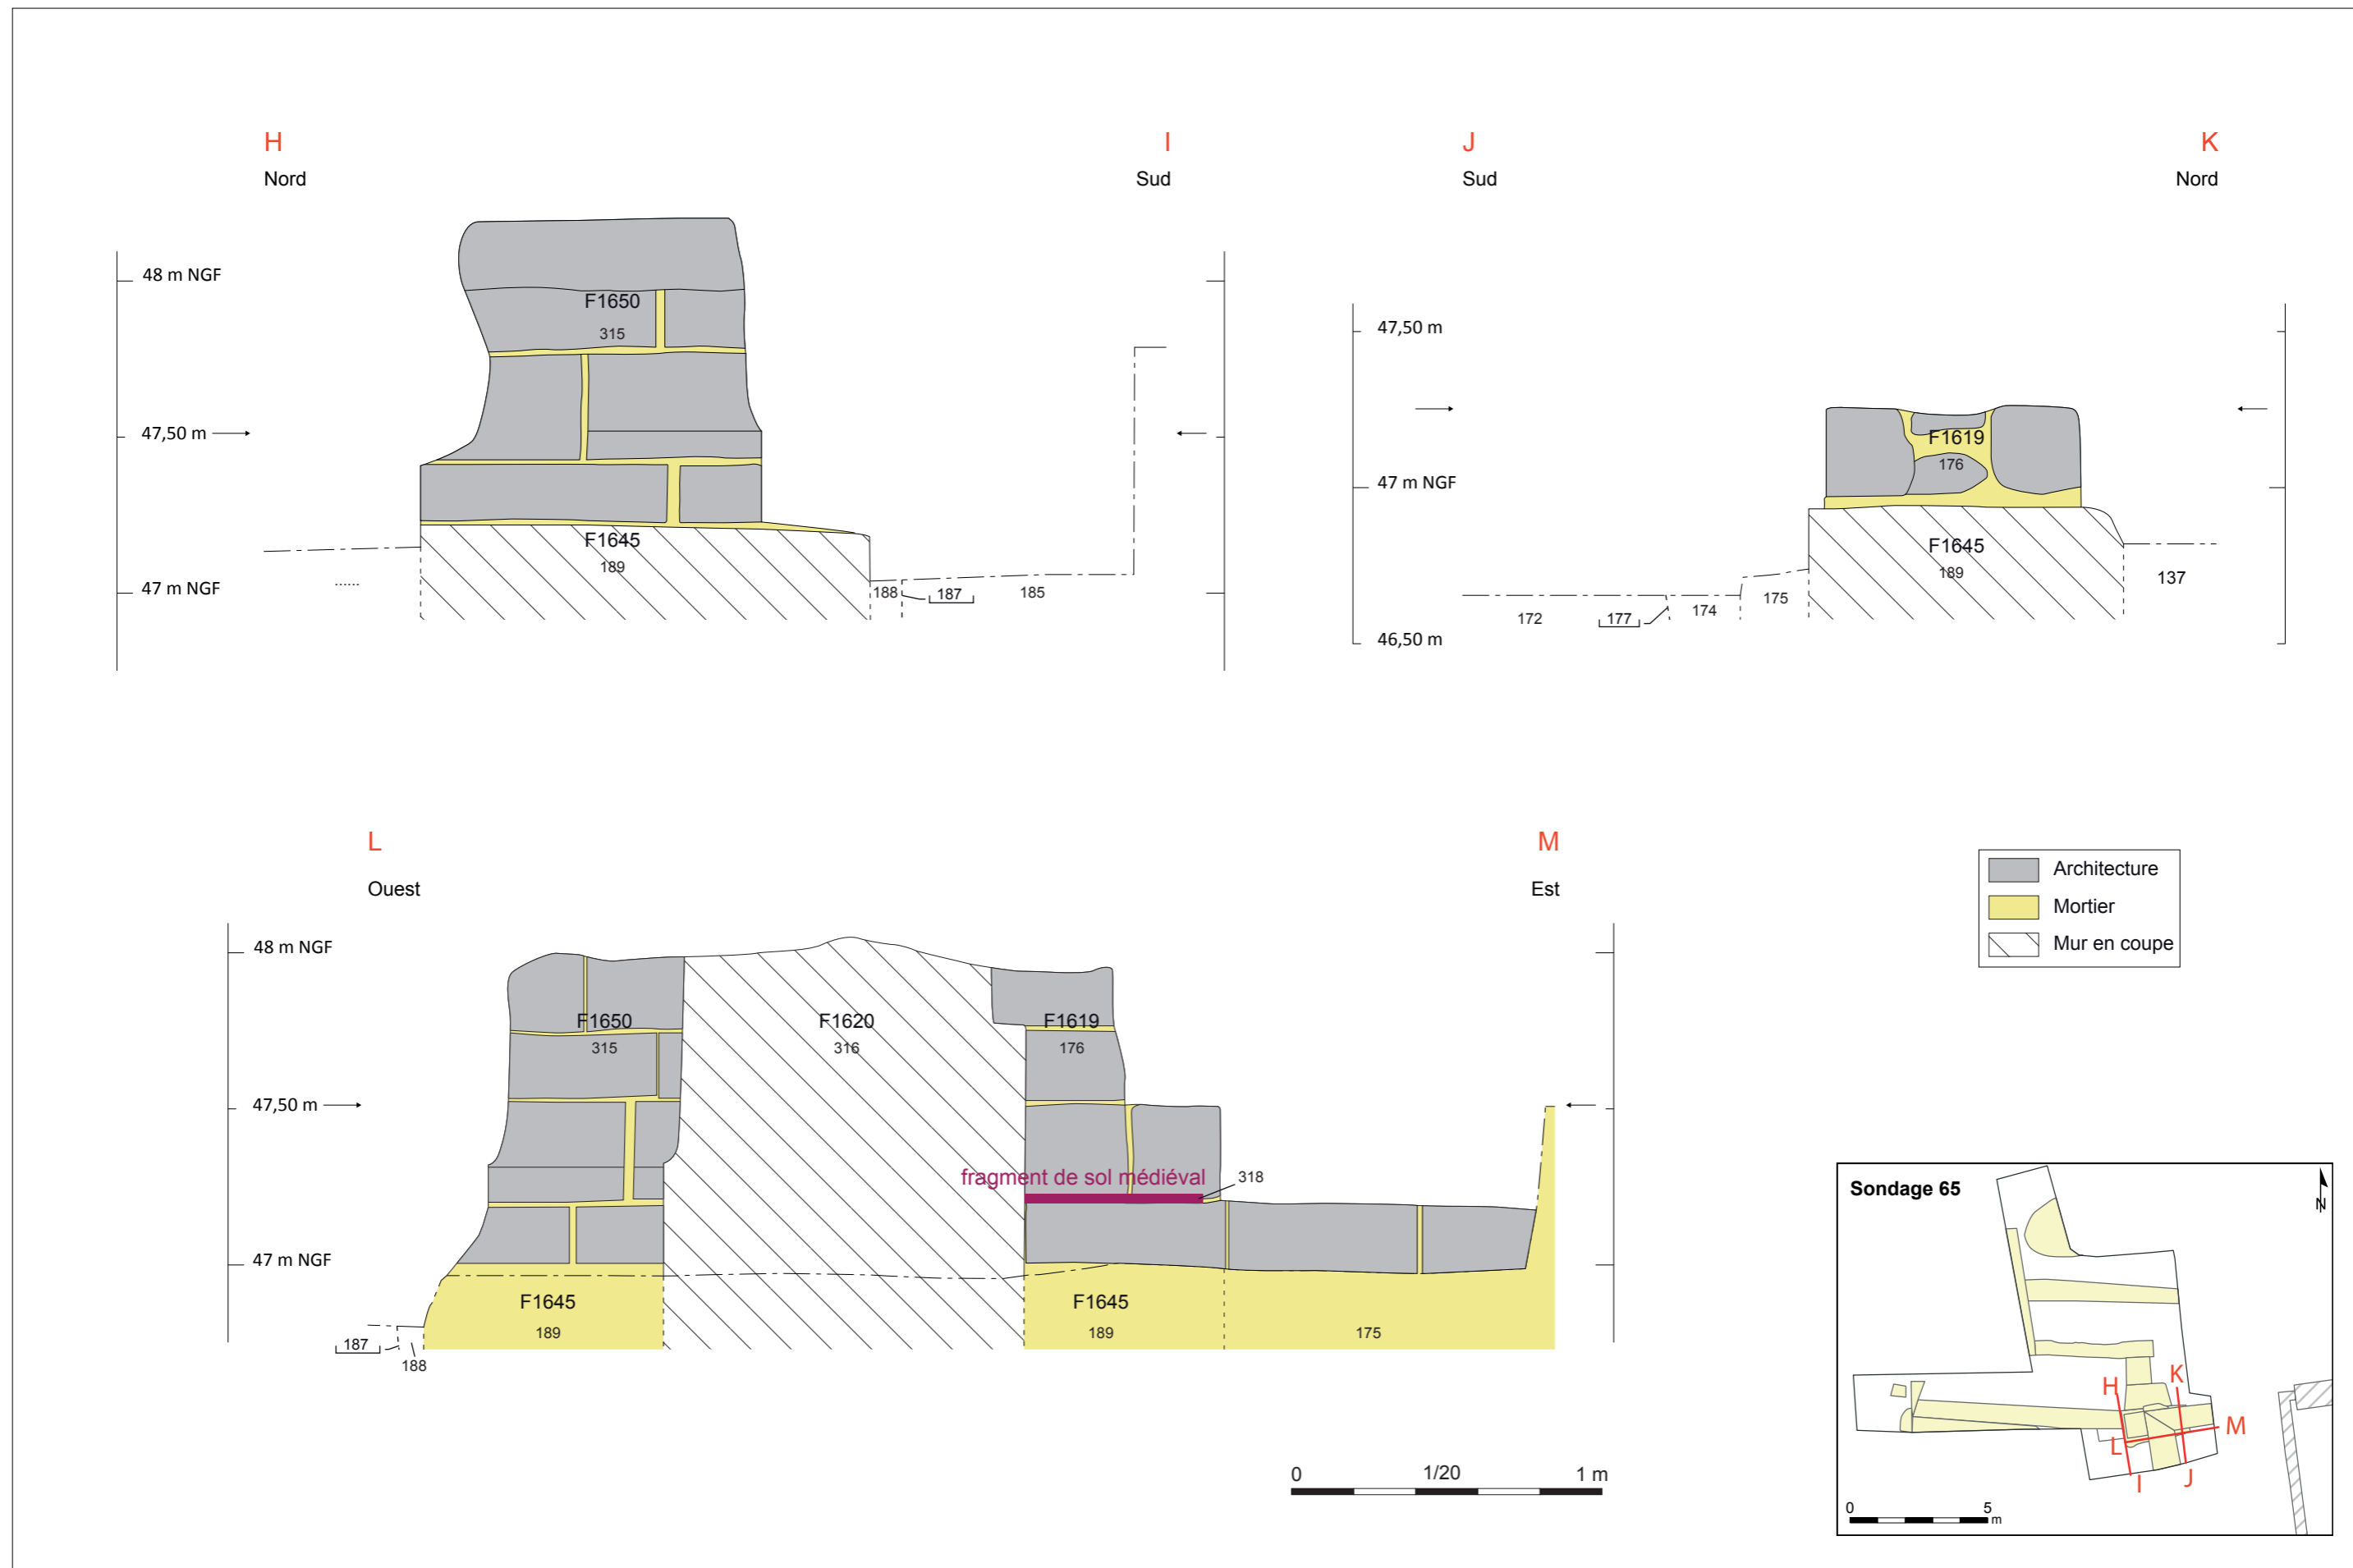 H
Nord
I
Sud
J
Sud
K
Nord
48 m NGF
47,50 m
47 m NGF
F1650
315
F1645
189
188
187
185
47,50 m
47 m NGF
46,50 m
F1619
176
F1645
189
172
177
174
175
137
L
Ouest
M
Est
48 m NGF
47,50 m
47 m NGF
F1650
315
F1620
316
F1619
176
fragment de sol médiéval
318
F1645
189
F1645
189
175
187
188
Architecture
Mortier
Mur en coupe
0 1/20 1 m
Sondage 65
N
H
K
M
L
I
J
0 5
m